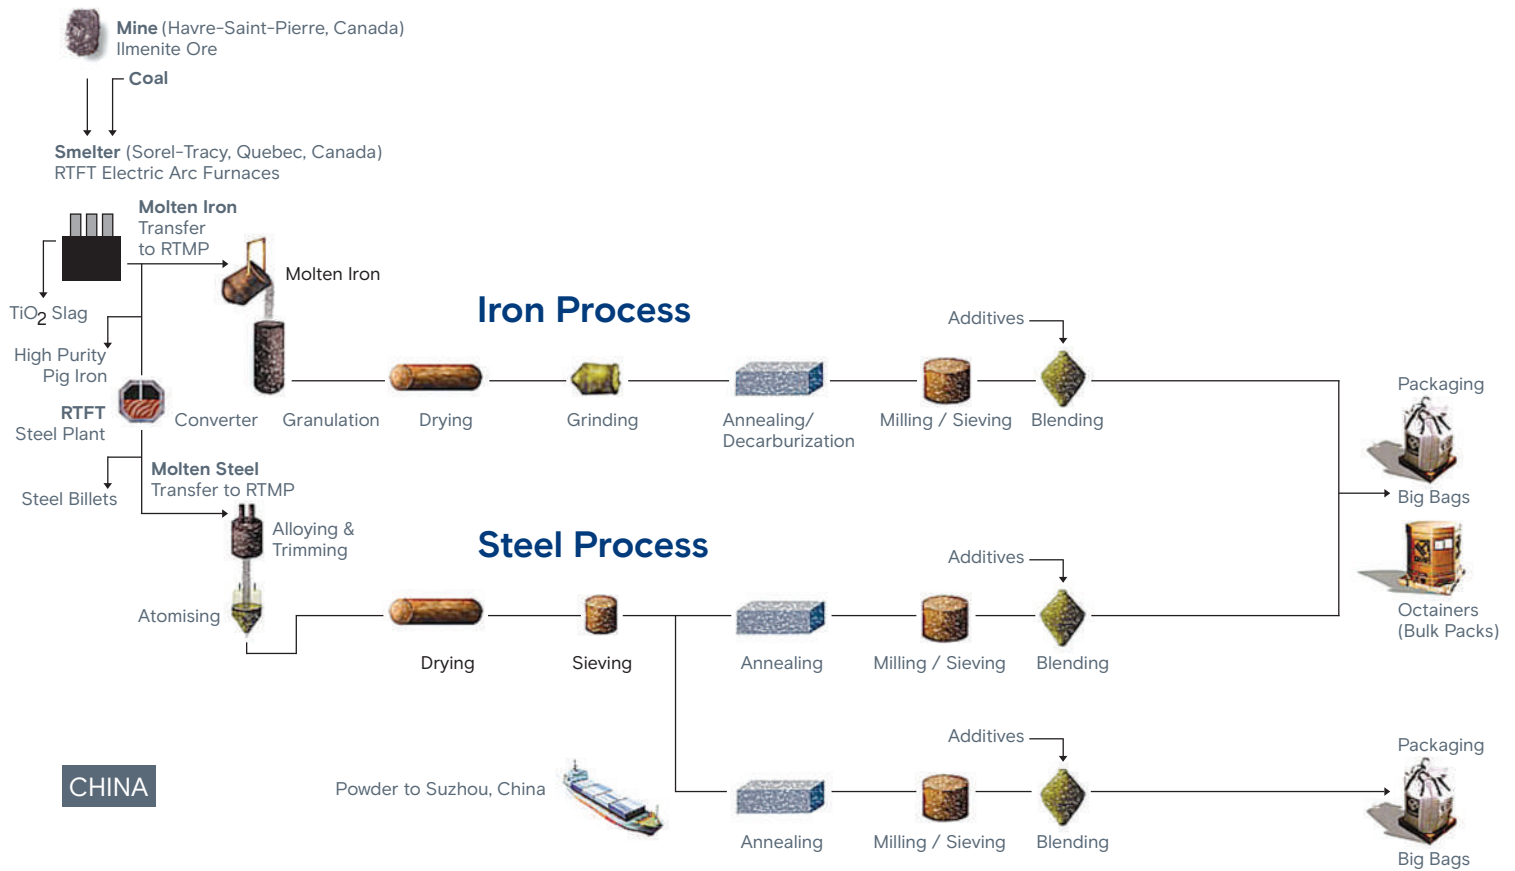 Mine (Havre-Saint-Pierre, Canada)
Ilmenite Ore
Coal
Smelter (Sorel-Tracy, Quebec, Canada)
RTFT Electric Arc Furnaces
Molten Iron
Transfer
to RTMP
Molten Iron
TiO2 Slag
High Purity
Pig Iron
RTFT
Steel Plant
Converter
Iron Process
Granulation
Drying
Grinding
Annealing/
Decarburization
Milling / Sieving
Additives
Blending
Packaging
Big Bags
Octainers
(Bulk Packs)
Steel Billets
Molten Steel
Transfer to RTMP
Alloying &
Trimming
Atomising
Steel Process
Drying
Sieving
Annealing
Milling / Sieving
Additives
Blending
CHINA
Powder to Suzhou, China
Annealing
Milling / Sieving
Additives
Blending
Packaging
Big Bags